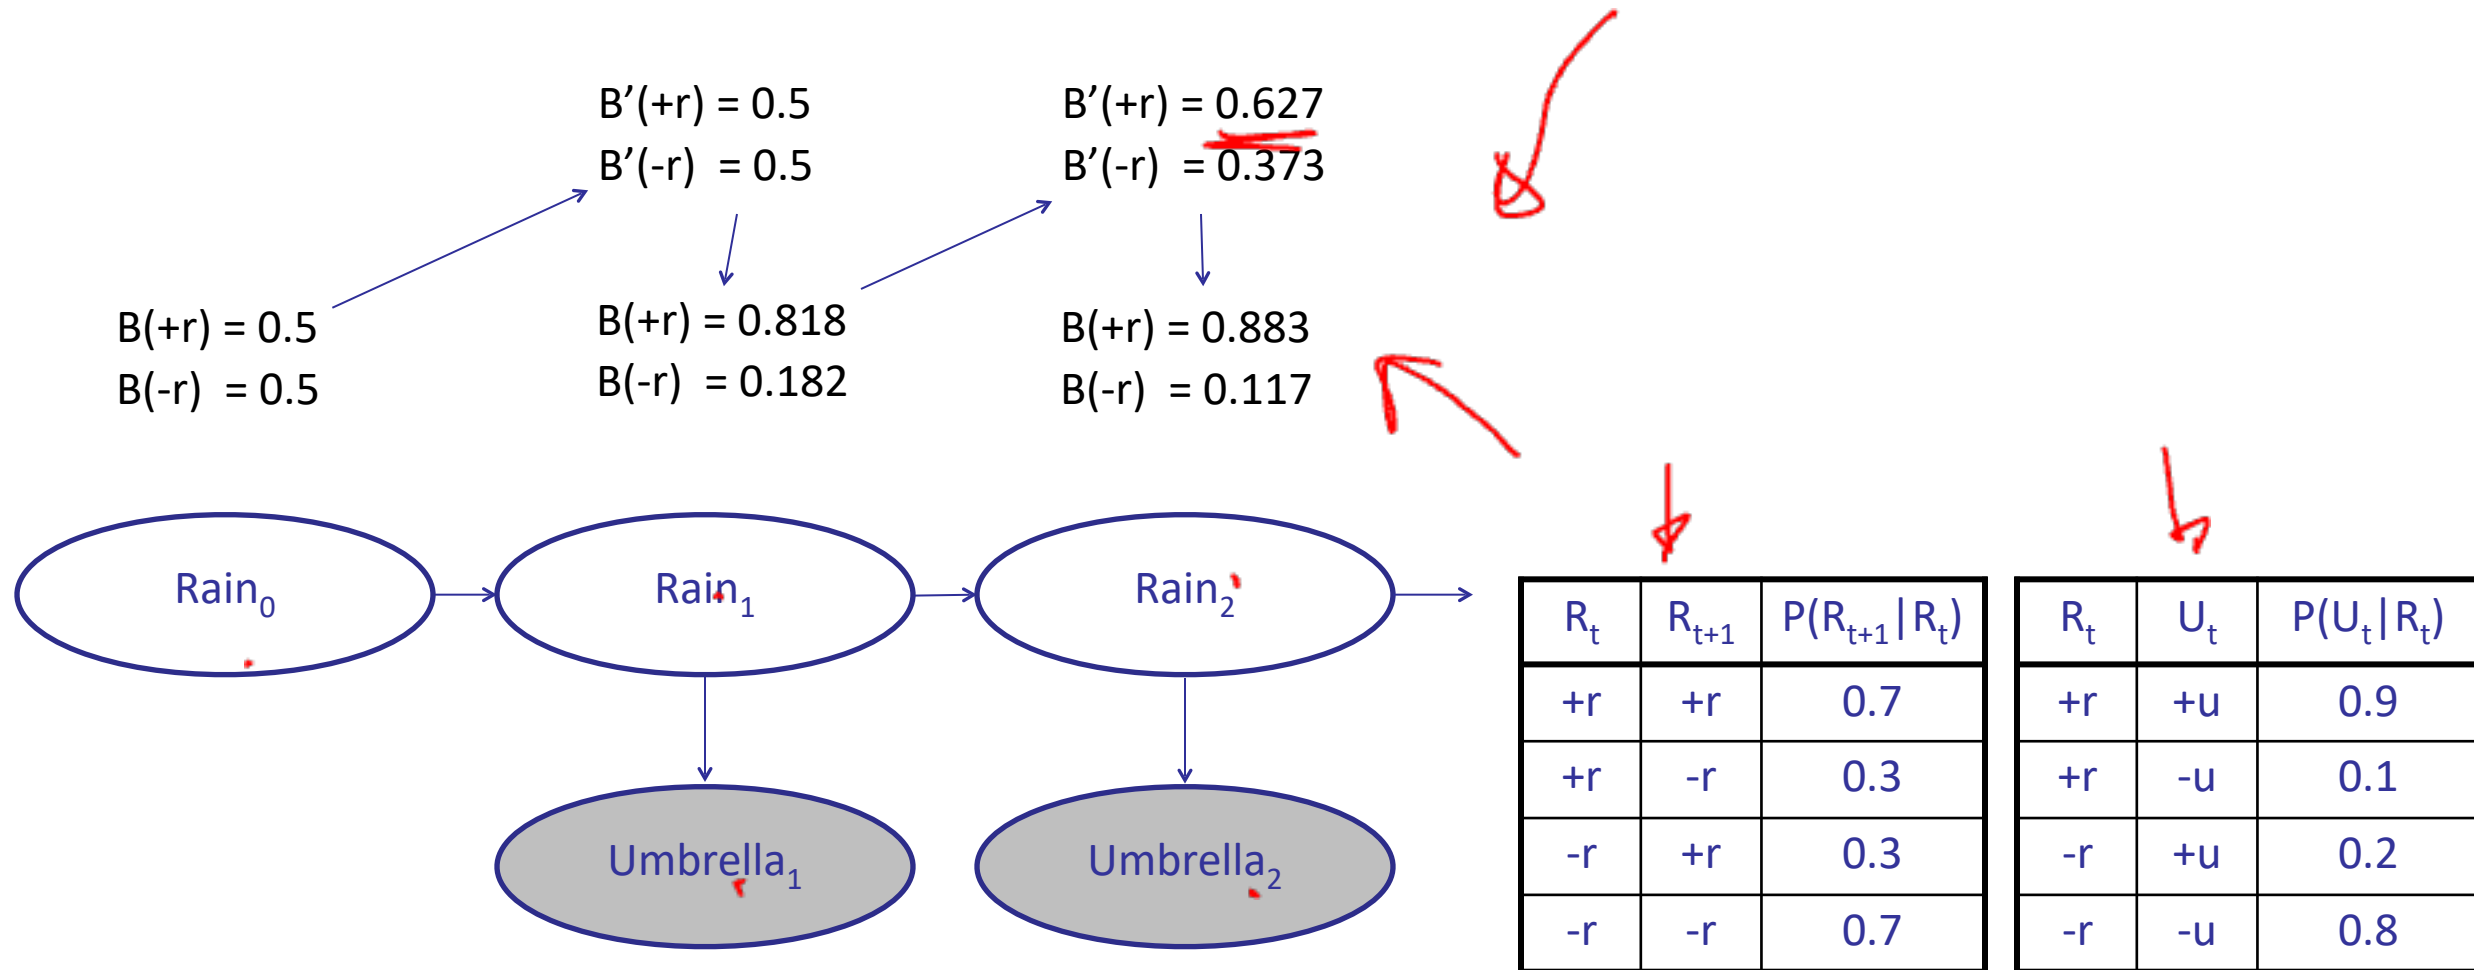 B’(+r) = 0.5
B’(-r) = 0.5
B’(+r) = 0.627
B’(-r) = 0.373
B(+r) = 0.5
B(-r) = 0.5
B(+r) = 0.818
B(-r) = 0.182
B(+r) = 0.883
B(-r) = 0.117
Rain₀
Rain₁
Rain₂
Umbrella₁
Umbrella₂
Rₜ Rₜ₊₁ P(Rₜ₊₁|Rₜ)
+r +r 0.7
+r -r 0.3
-r +r 0.3
-r -r 0.7
Rₜ Uₜ P(Uₜ|Rₜ)
+r +u 0.9
+r -u 0.1
-r +u 0.2
-r -u 0.8